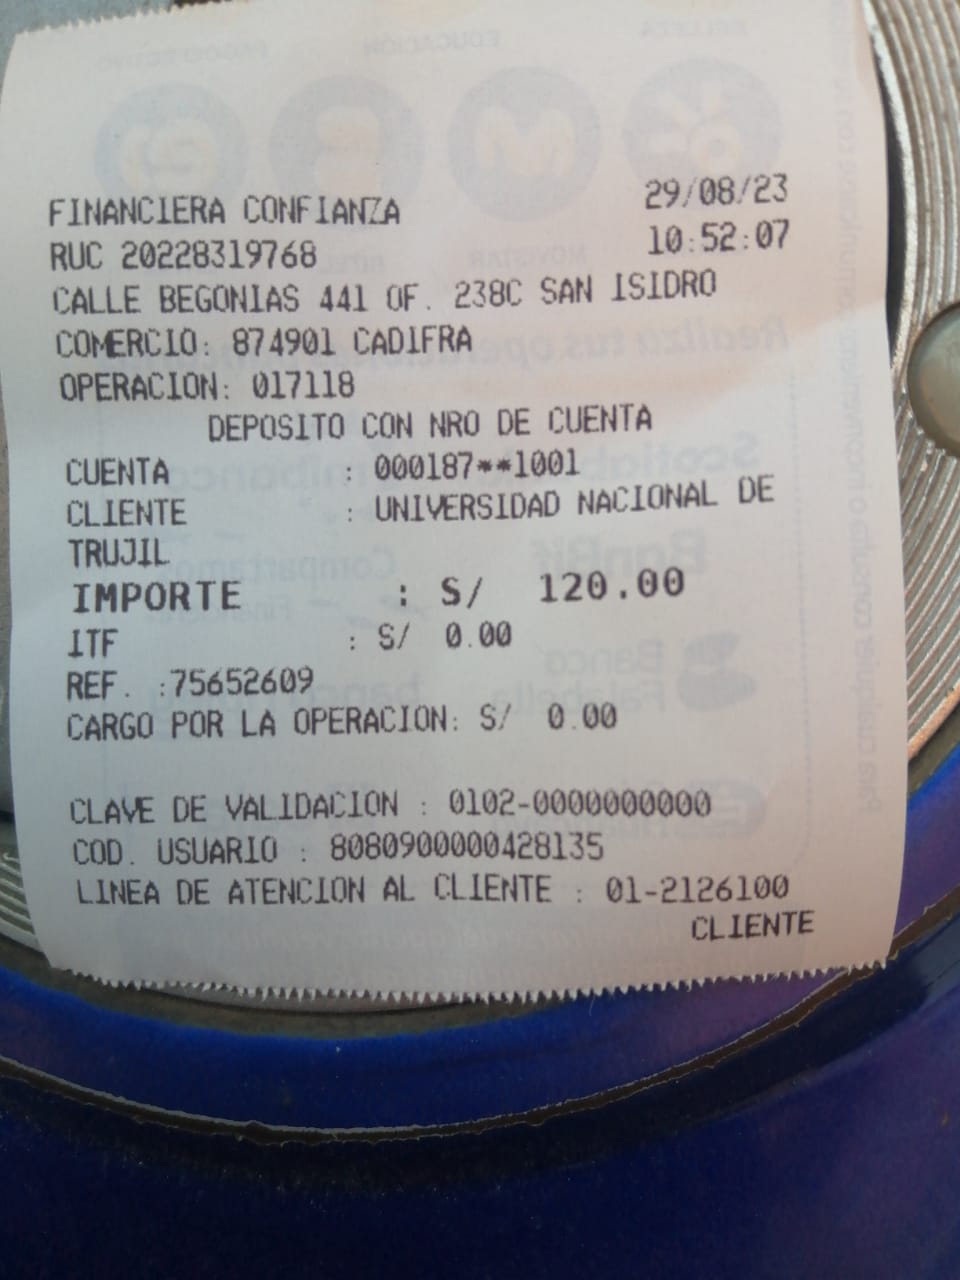 FINANCIERA CONFIANZA 29/08/23
RUC 20228319768 10:52:07
CALLE BEGONIAS 441 OF. 238C SAN ISIDRO
COMERCIO: 874901 CADIFRA
OPERACION: 017118
DEPOSITO CON NRO DE CUENTA
CUENTA : 000187**1001
CLIENTE : UNIVERSIDAD NACIONAL DE
TRUJIL
IMPORTE : S/ 120.00
ITF : S/ 0.00
REF. :75652609
CARGO POR LA OPERACION: S/ 0.00
CLAVE DE VALIDACION : 0102-0000000000
COD. USUARIO : 8080900000428135
LINEA DE ATENCION AL CLIENTE : 01-2126100
CLIENTE